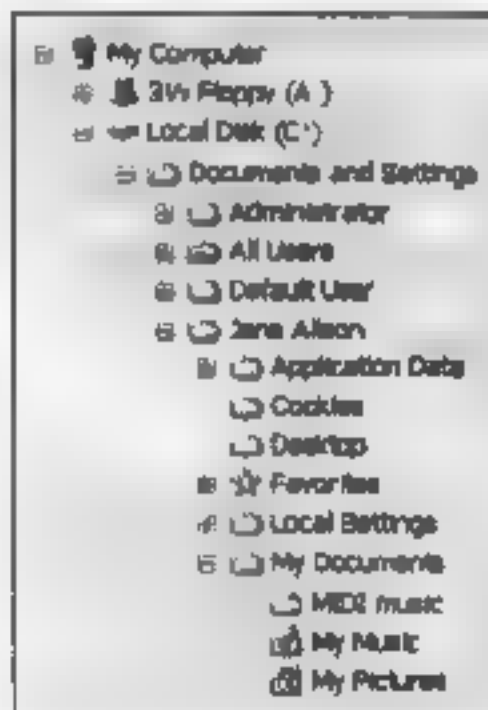 My Computer
3½ Floppy (A:)
Local Disk (C:)
Documents and Settings
Administrator
All Users
Default User
Jane Alison
Application Data
Cookies
Desktop
Favorites
Local Settings
My Documents
MIDI music
My Music
My Pictures